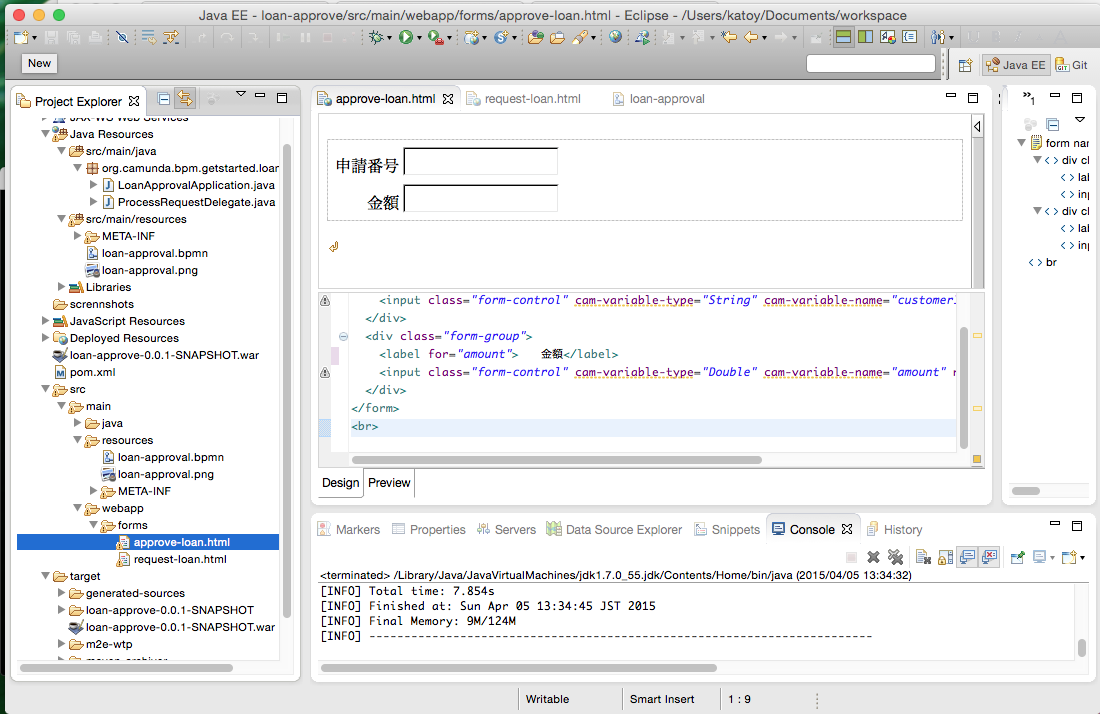 Java EE - loan-approve/src/main/webapp/forms/approve-loan.html - Eclipse - /Users/katoy/Documents/workspace
New
Java EE
Git
Project Explorer
JAX-WS Web Services
Java Resources
src/main/java
org.camunda.bpm.getstarted.loan
LoanApprovalApplication.java
ProcessRequestDelegate.java
src/main/resources
META-INF
loan-approval.bpmn
loan-approval.png
Libraries
scrennshots
JavaScript Resources
Deployed Resources
loan-approve-0.0.1-SNAPSHOT.war
pom.xml
src
main
java
resources
loan-approval.bpmn
loan-approval.png
META-INF
webapp
forms
approve-loan.html
request-loan.html
target
generated-sources
loan-approve-0.0.1-SNAPSHOT
loan-approve-0.0.1-SNAPSHOT.war
m2e-wtp
maven-archiver
approve-loan.html
request-loan.html
loan-approval
申請番号
金額
<input class="form-control" cam-variable-type="String" cam-variable-name="customerI
</div>
<div class="form-group">
<label for="amount">   金額</label>
<input class="form-control" cam-variable-type="Double" cam-variable-name="amount" r
</div>
</form>
<br>
Design
Preview
»1
form nar
<> div cl
<> lal
<> inp
<> div cl
<> lal
<> inp
<> br
Markers
Properties
Servers
Data Source Explorer
Snippets
Console
History
<terminated> /Library/Java/JavaVirtualMachines/jdk1.7.0_55.jdk/Contents/Home/bin/java (2015/04/05 13:34:32)
[INFO] Total time: 7.854s
[INFO] Finished at: Sun Apr 05 13:34:45 JST 2015
[INFO] Final Memory: 9M/124M
[INFO] ------------------------------------------------------------------------
Writable
Smart Insert
1 : 9